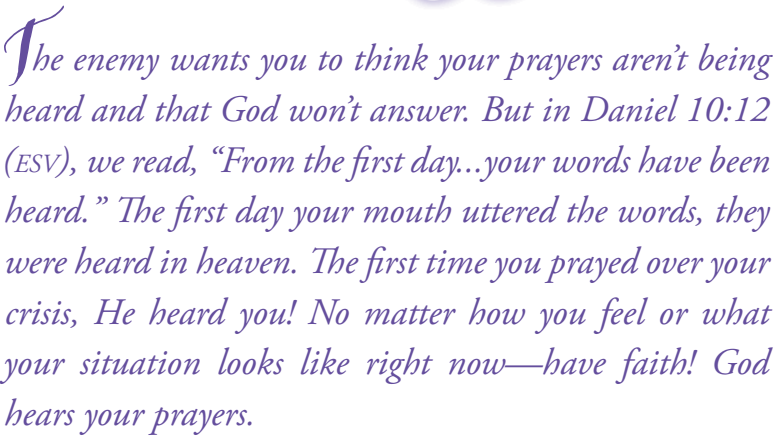 The enemy wants you to think your prayers aren’t being
heard and that God won’t answer. But in Daniel 10:12
(ESV), we read, “From the first day...your words have been
heard.” The first day your mouth uttered the words, they
were heard in heaven. The first time you prayed over your
crisis, He heard you! No matter how you feel or what
your situation looks like right now—have faith! God
hears your prayers.